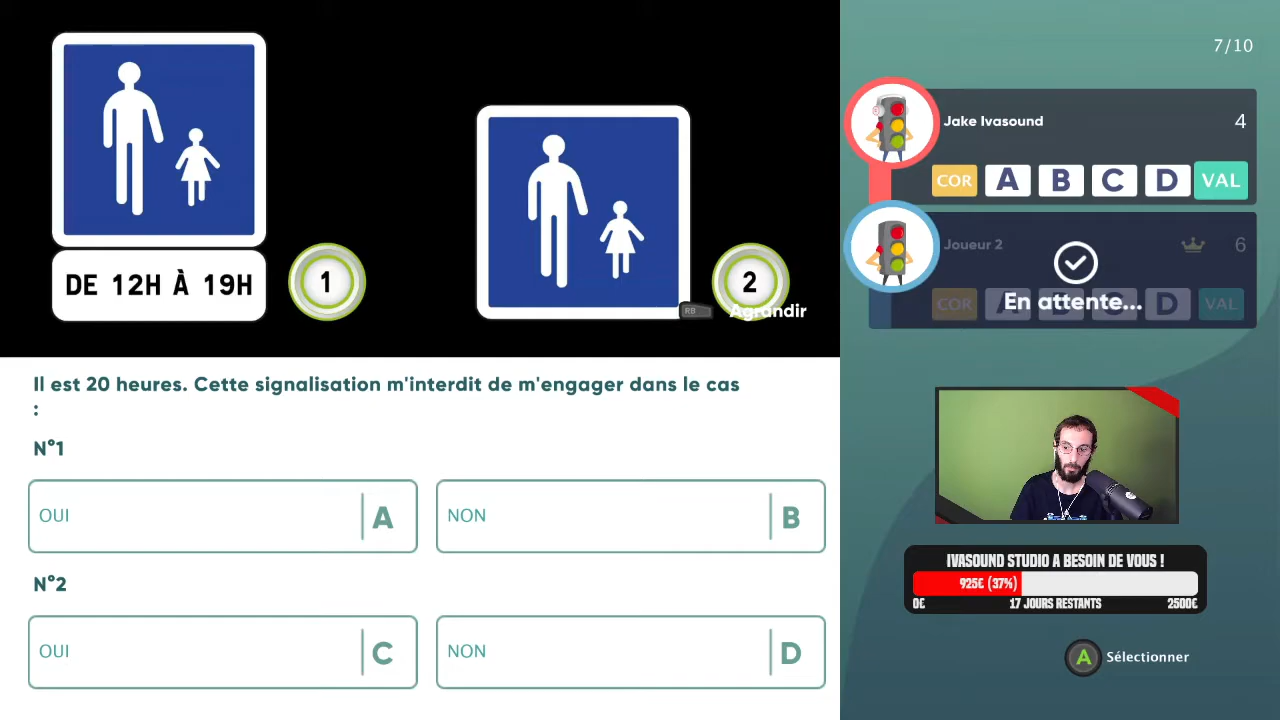 DE 12H À 19H
1
2
RB
Agrandir
Il est 20 heures. Cette signalisation m'interdit de m'engager dans le cas
:
N°1
OUI
A
NON
B
N°2
OUI
C
NON
D
7/10
Jake Ivasound
4
COR A B C D VAL
Joueur 2
6
COR A B C D VAL
En attente...
IVASOUND STUDIO A BESOIN DE VOUS !
925€ (37%)
0€ 17 JOURS RESTANTS 2500€
A Sélectionner